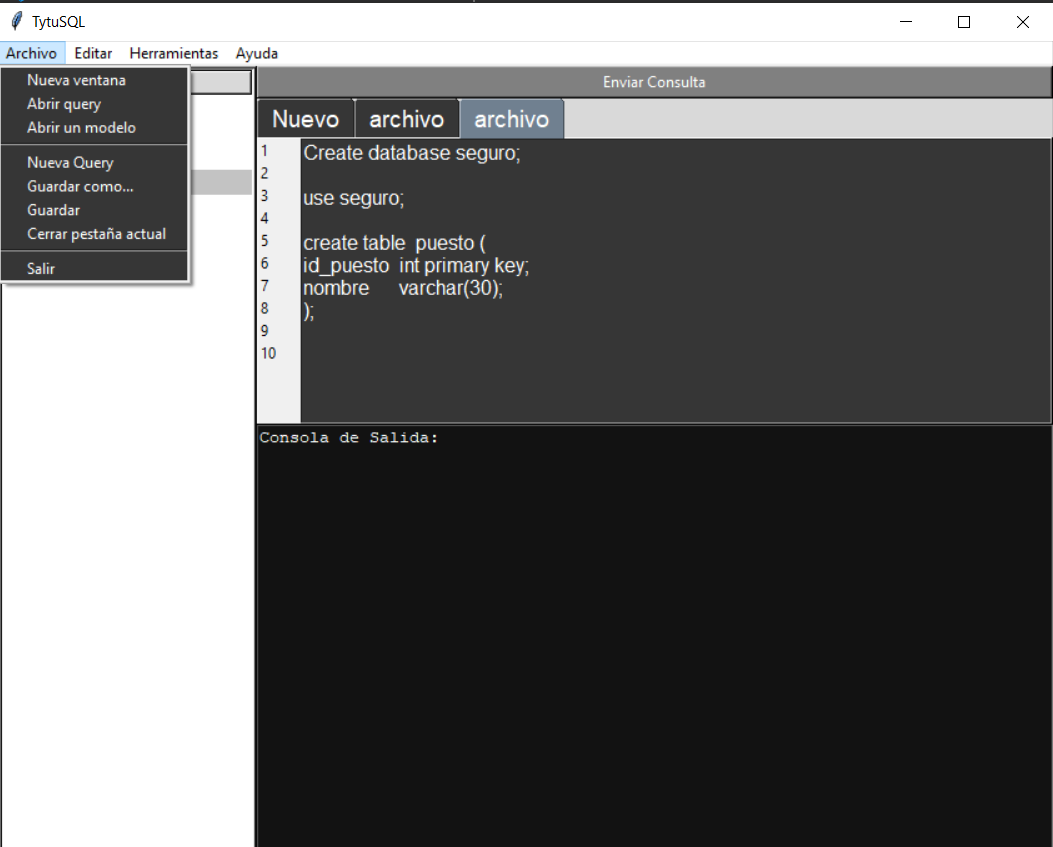 TytuSQL
Archivo Editar Herramientas Ayuda
Nueva ventana
Abrir query
Abrir un modelo
Nueva Query
Guardar como...
Guardar
Cerrar pestaña actual
Salir
Enviar Consulta
Nuevo archivo archivo
1 Create database seguro;
2
3 use seguro;
4
5 create table  puesto (
6 id_puesto  int primary key;
7 nombre      varchar(30);
8 );
9
10
Consola de Salida: